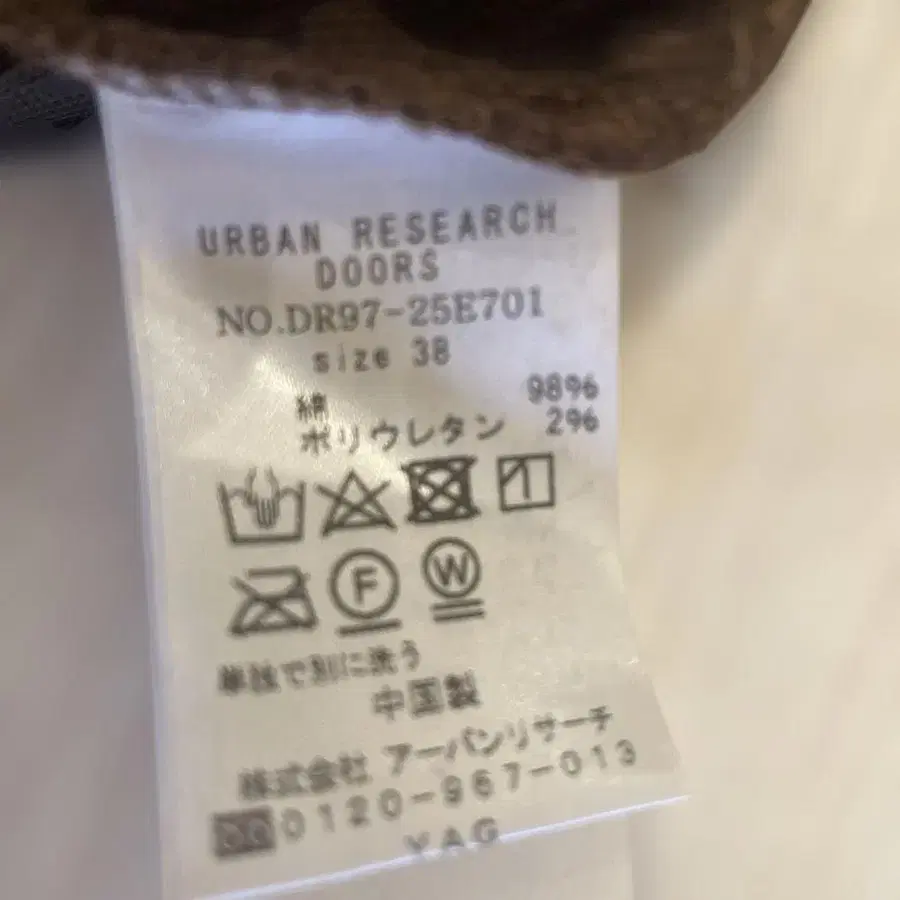 URBAN RESEARCH
DOORS
NO.DR97-25E701
size 38
綿 98%
ポリウレタン 2%
F W
単独で別に洗う
中国製
株式会社 アーバンリサーチ
0120-967-013
YAG